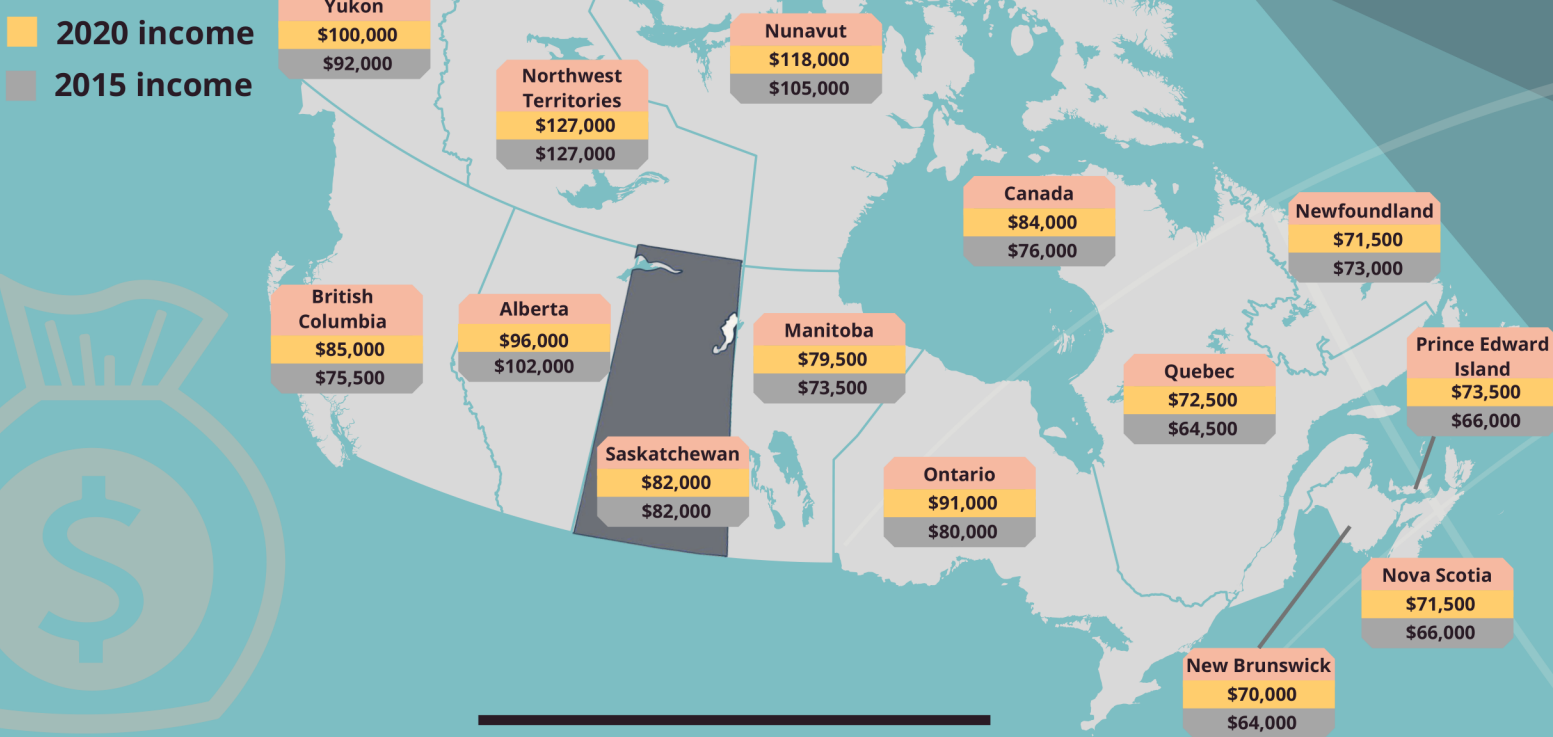 2020 income
2015 income
Yukon
$100,000
$92,000
Nunavut
$118,000
$105,000
Northwest
Territories
$127,000
$127,000
Canada
$84,000
$76,000
Newfoundland
$71,500
$73,000
British
Columbia
$85,000
$75,500
Alberta
$96,000
$102,000
Manitoba
$79,500
$73,500
Prince Edward
Island
$73,500
$66,000
Quebec
$72,500
$64,500
Saskatchewan
$82,000
$82,000
Ontario
$91,000
$80,000
Nova Scotia
$71,500
$66,000
New Brunswick
$70,000
$64,000
$